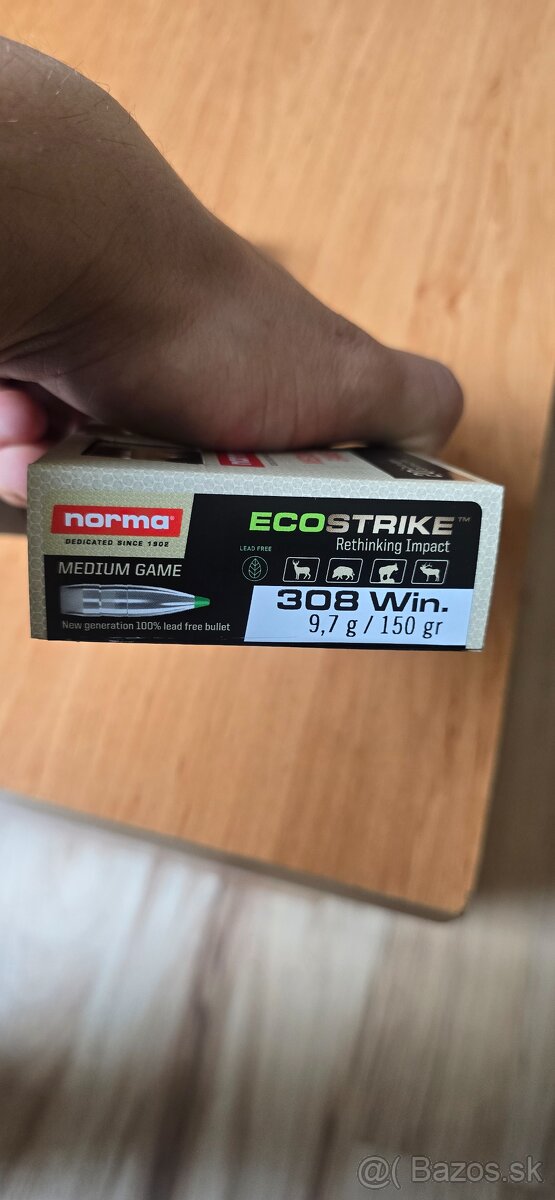 norma
DEDICATED SINCE 1902
ECOSTRIKE™
Rethinking Impact
LEAD FREE
MEDIUM GAME
308 Win.
9,7 g / 150 gr
New generation 100% lead free bullet
@( Bazos.sk